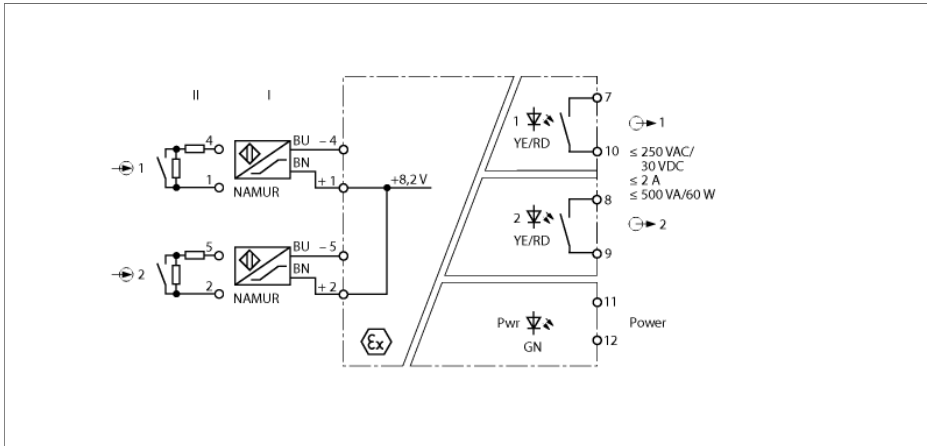 II I
4 BU – 4
1 BN
1 NAMUR + 1 +8,2 V
5 BU – 5
2 BN
2 NAMUR + 2
Ex
7
1 1
YE/RD 10
≤ 250 VAC/
30 VDC
≤ 2 A
≤ 500 VA/60 W
8
2 2
YE/RD
9
11
Pwr Power
GN 12